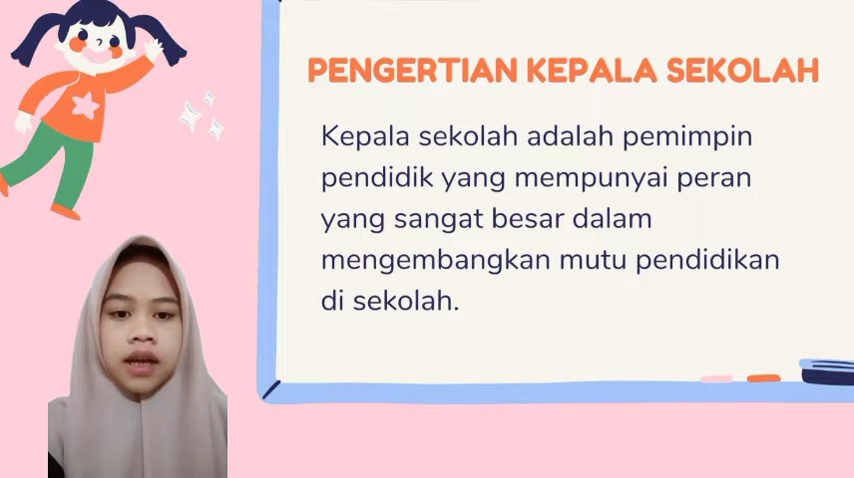 PENGERTIAN KEPALA SEKOLAH
Kepala sekolah adalah pemimpin
pendidik yang mempunyai peran
yang sangat besar dalam
mengembangkan mutu pendidikan
di sekolah.